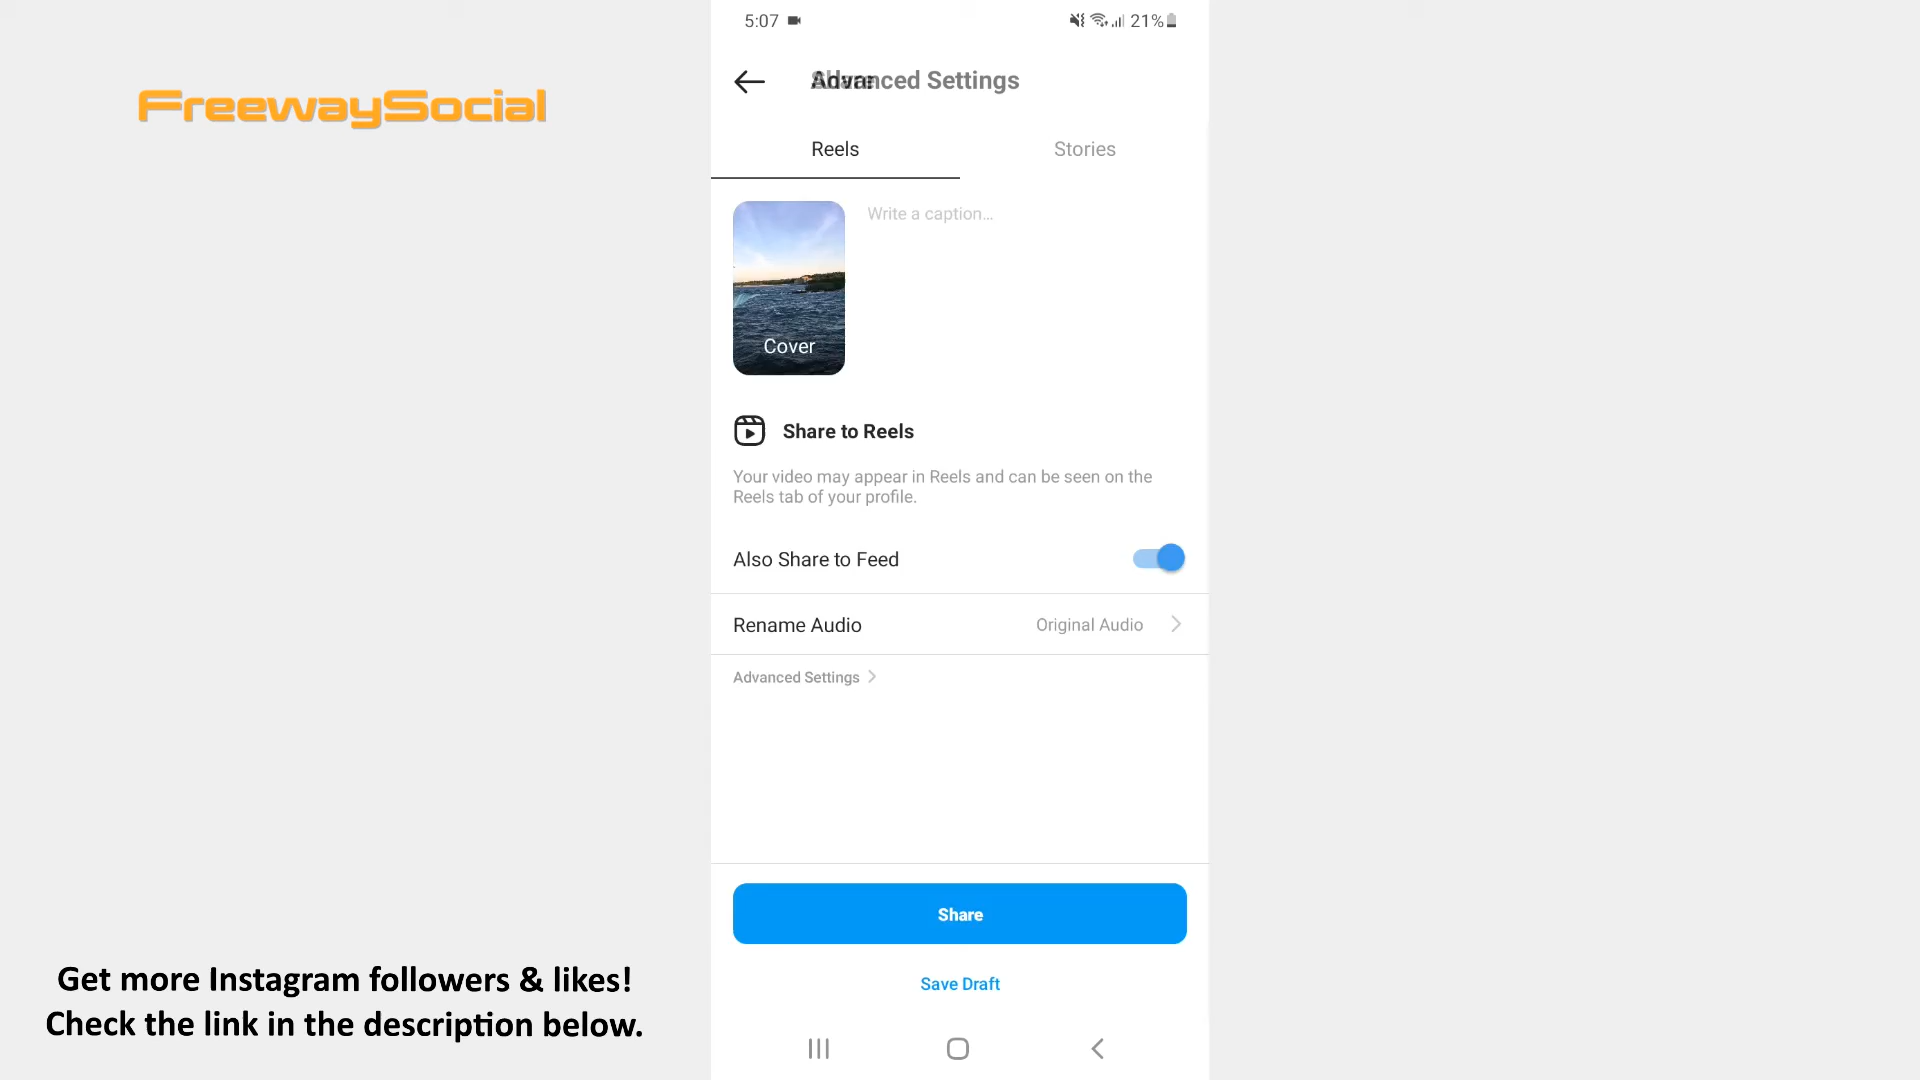 5:07
21%
FreewaySocial
Advanced Settings
Reels
Stories
Write a caption...
Cover
Share to Reels
Your video may appear in Reels and can be seen on the
Reels tab of your profile.
Also Share to Feed
Rename Audio
Original Audio
Advanced Settings
Share
Save Draft
Get more Instagram followers & likes!
Check the link in the description below.